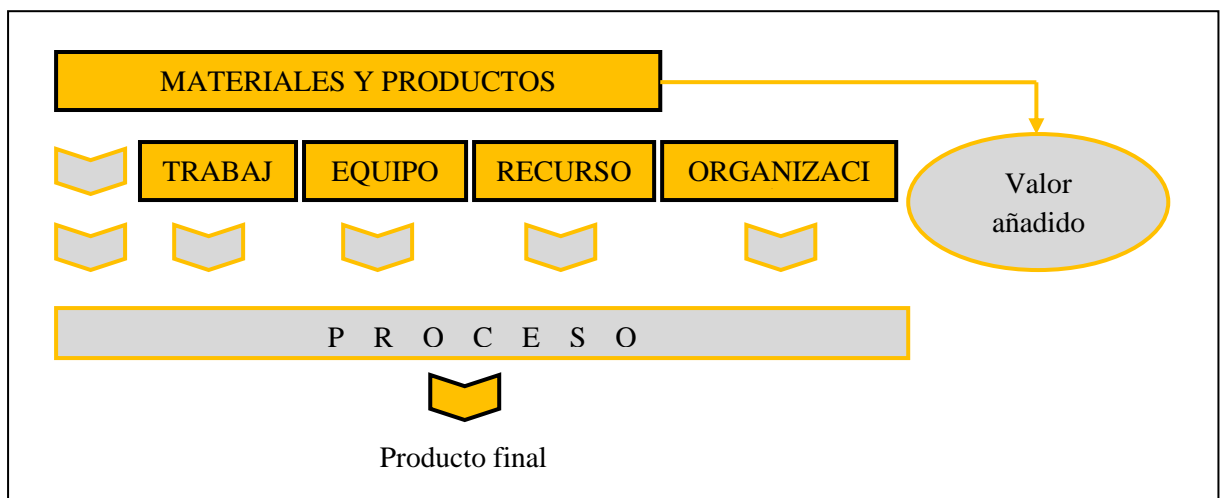 MATERIALES Y PRODUCTOS
TRABAJ
EQUIPO
RECURSO
ORGANIZACI
Valor
añadido
P R O C E S O
Producto final